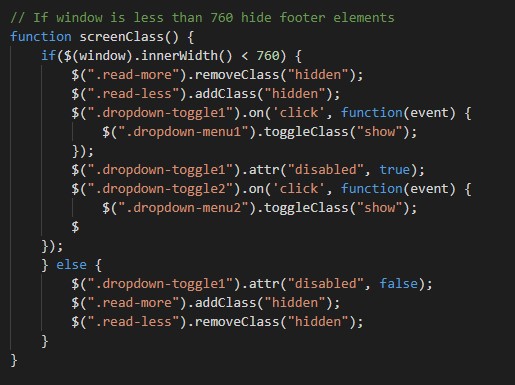 // If window is less than 760 hide footer elements
function screenClass() {
    if($(window).innerWidth() < 760) {
        $(".read-more").removeClass("hidden");
        $(".read-less").addClass("hidden");
        $(".dropdown-toggle1").on('click', function(event) {
            $(".dropdown-menu1").toggleClass("show");
        });
        $(".dropdown-toggle1").attr("disabled", true);
        $(".dropdown-toggle2").on('click', function(event) {
            $(".dropdown-menu2").toggleClass("show");
        $
    });
    } else {
        $(".dropdown-toggle1").attr("disabled", false);
        $(".read-more").addClass("hidden");
        $(".read-less").removeClass("hidden");
    }
}